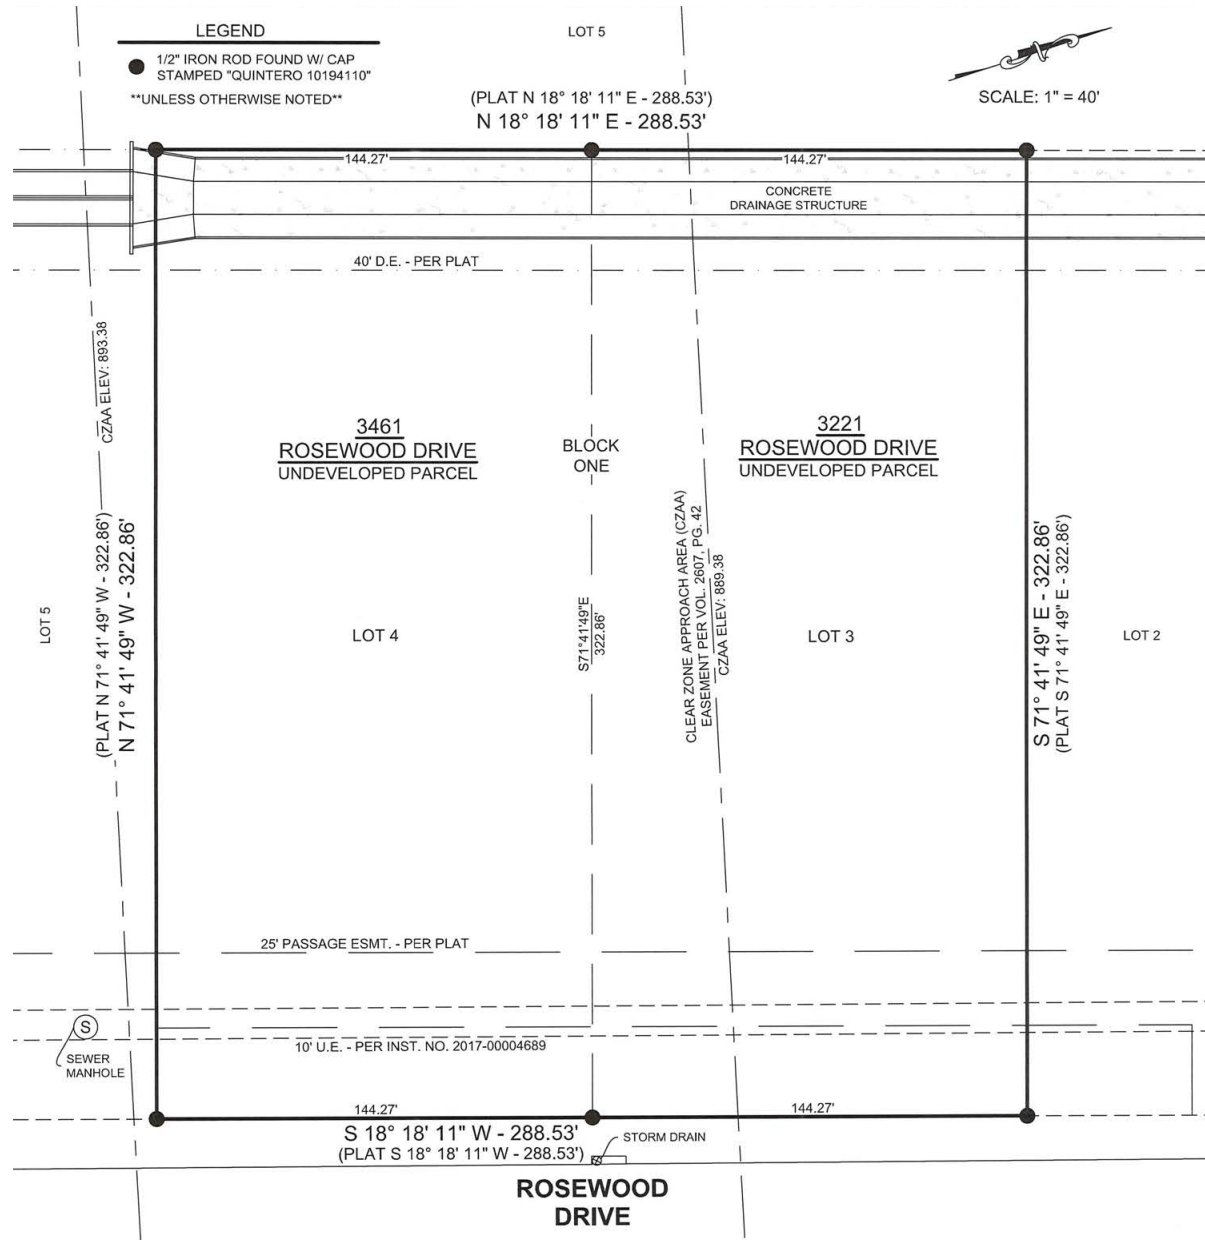 LEGEND
1/2" IRON ROD FOUND W/ CAP
STAMPED "QUINTERO 10194110"
**UNLESS OTHERWISE NOTED**
LOT 5
(PLAT N 18° 18' 11" E - 288.53')
N 18° 18' 11" E - 288.53'
N
SCALE: 1" = 40'
144.27'
144.27'
CONCRETE
DRAINAGE STRUCTURE
40' D.E. - PER PLAT
CZAA ELEV: 893.38
3461
ROSEWOOD DRIVE
UNDEVELOPED PARCEL
BLOCK
ONE
3221
ROSEWOOD DRIVE
UNDEVELOPED PARCEL
LOT 5
(PLAT N 71° 41' 49" W - 322.86')
N 71° 41' 49" W - 322.86'
LOT 4
S71°41'49"E
322.86'
CLEAR ZONE APPROACH AREA (CZAA)
EASEMENT PER VOL. 2607, PG. 42
CZAA ELEV: 889.38
LOT 3
S 71° 41' 49" E - 322.86'
(PLAT S 71° 41' 49" E - 322.86')
LOT 2
25' PASSAGE ESMT. - PER PLAT
S
SEWER
MANHOLE
10' U.E. - PER INST. NO. 2017-00004689
144.27'
144.27'
S 18° 18' 11" W - 288.53'
(PLAT S 18° 18' 11" W - 288.53')
STORM DRAIN
ROSEWOOD
DRIVE